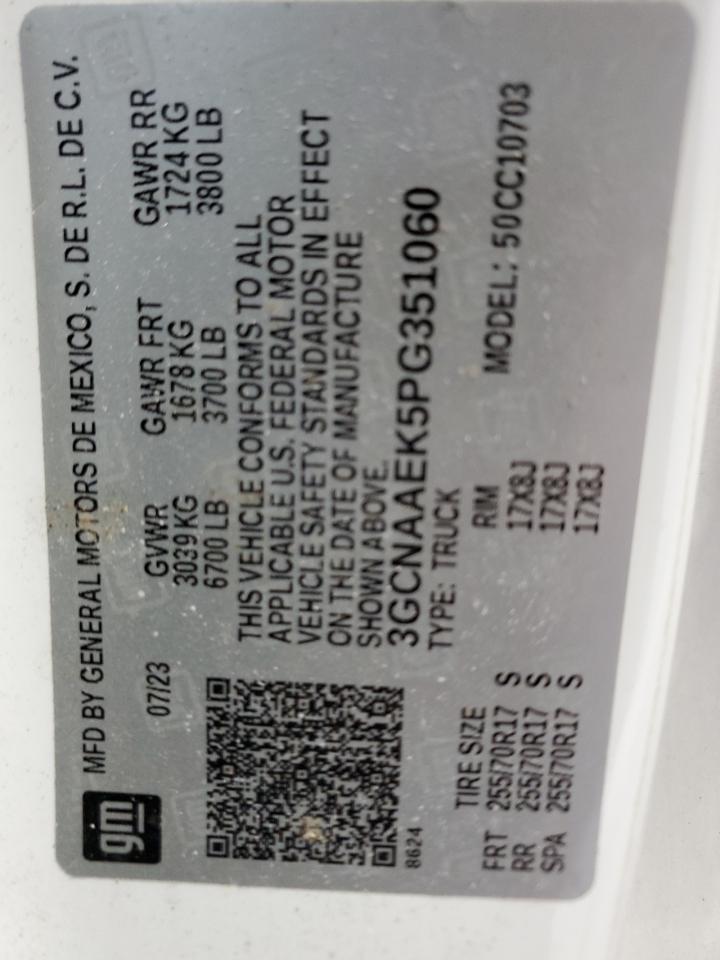 gm
MFD BY GENERAL MOTORS DE MEXICO, S. DE R.L. DE C.V.
07/23
GVWR GAWR FRT GAWR RR
3039 KG 1678 KG 1724 KG
6700 LB 3700 LB 3800 LB
THIS VEHICLE CONFORMS TO ALL
APPLICABLE U.S. FEDERAL MOTOR
VEHICLE SAFETY STANDARDS IN EFFECT
ON THE DATE OF MANUFACTURE
SHOWN ABOVE.
3GCNAAEK5PG351060
8624
TYPE: TRUCK
TIRE SIZE RIM MODEL: 50CC10703
FRT 255/70R17 S 17X8J
RR 255/70R17 S 17X8J
SPA 255/70R17 S 17X8J